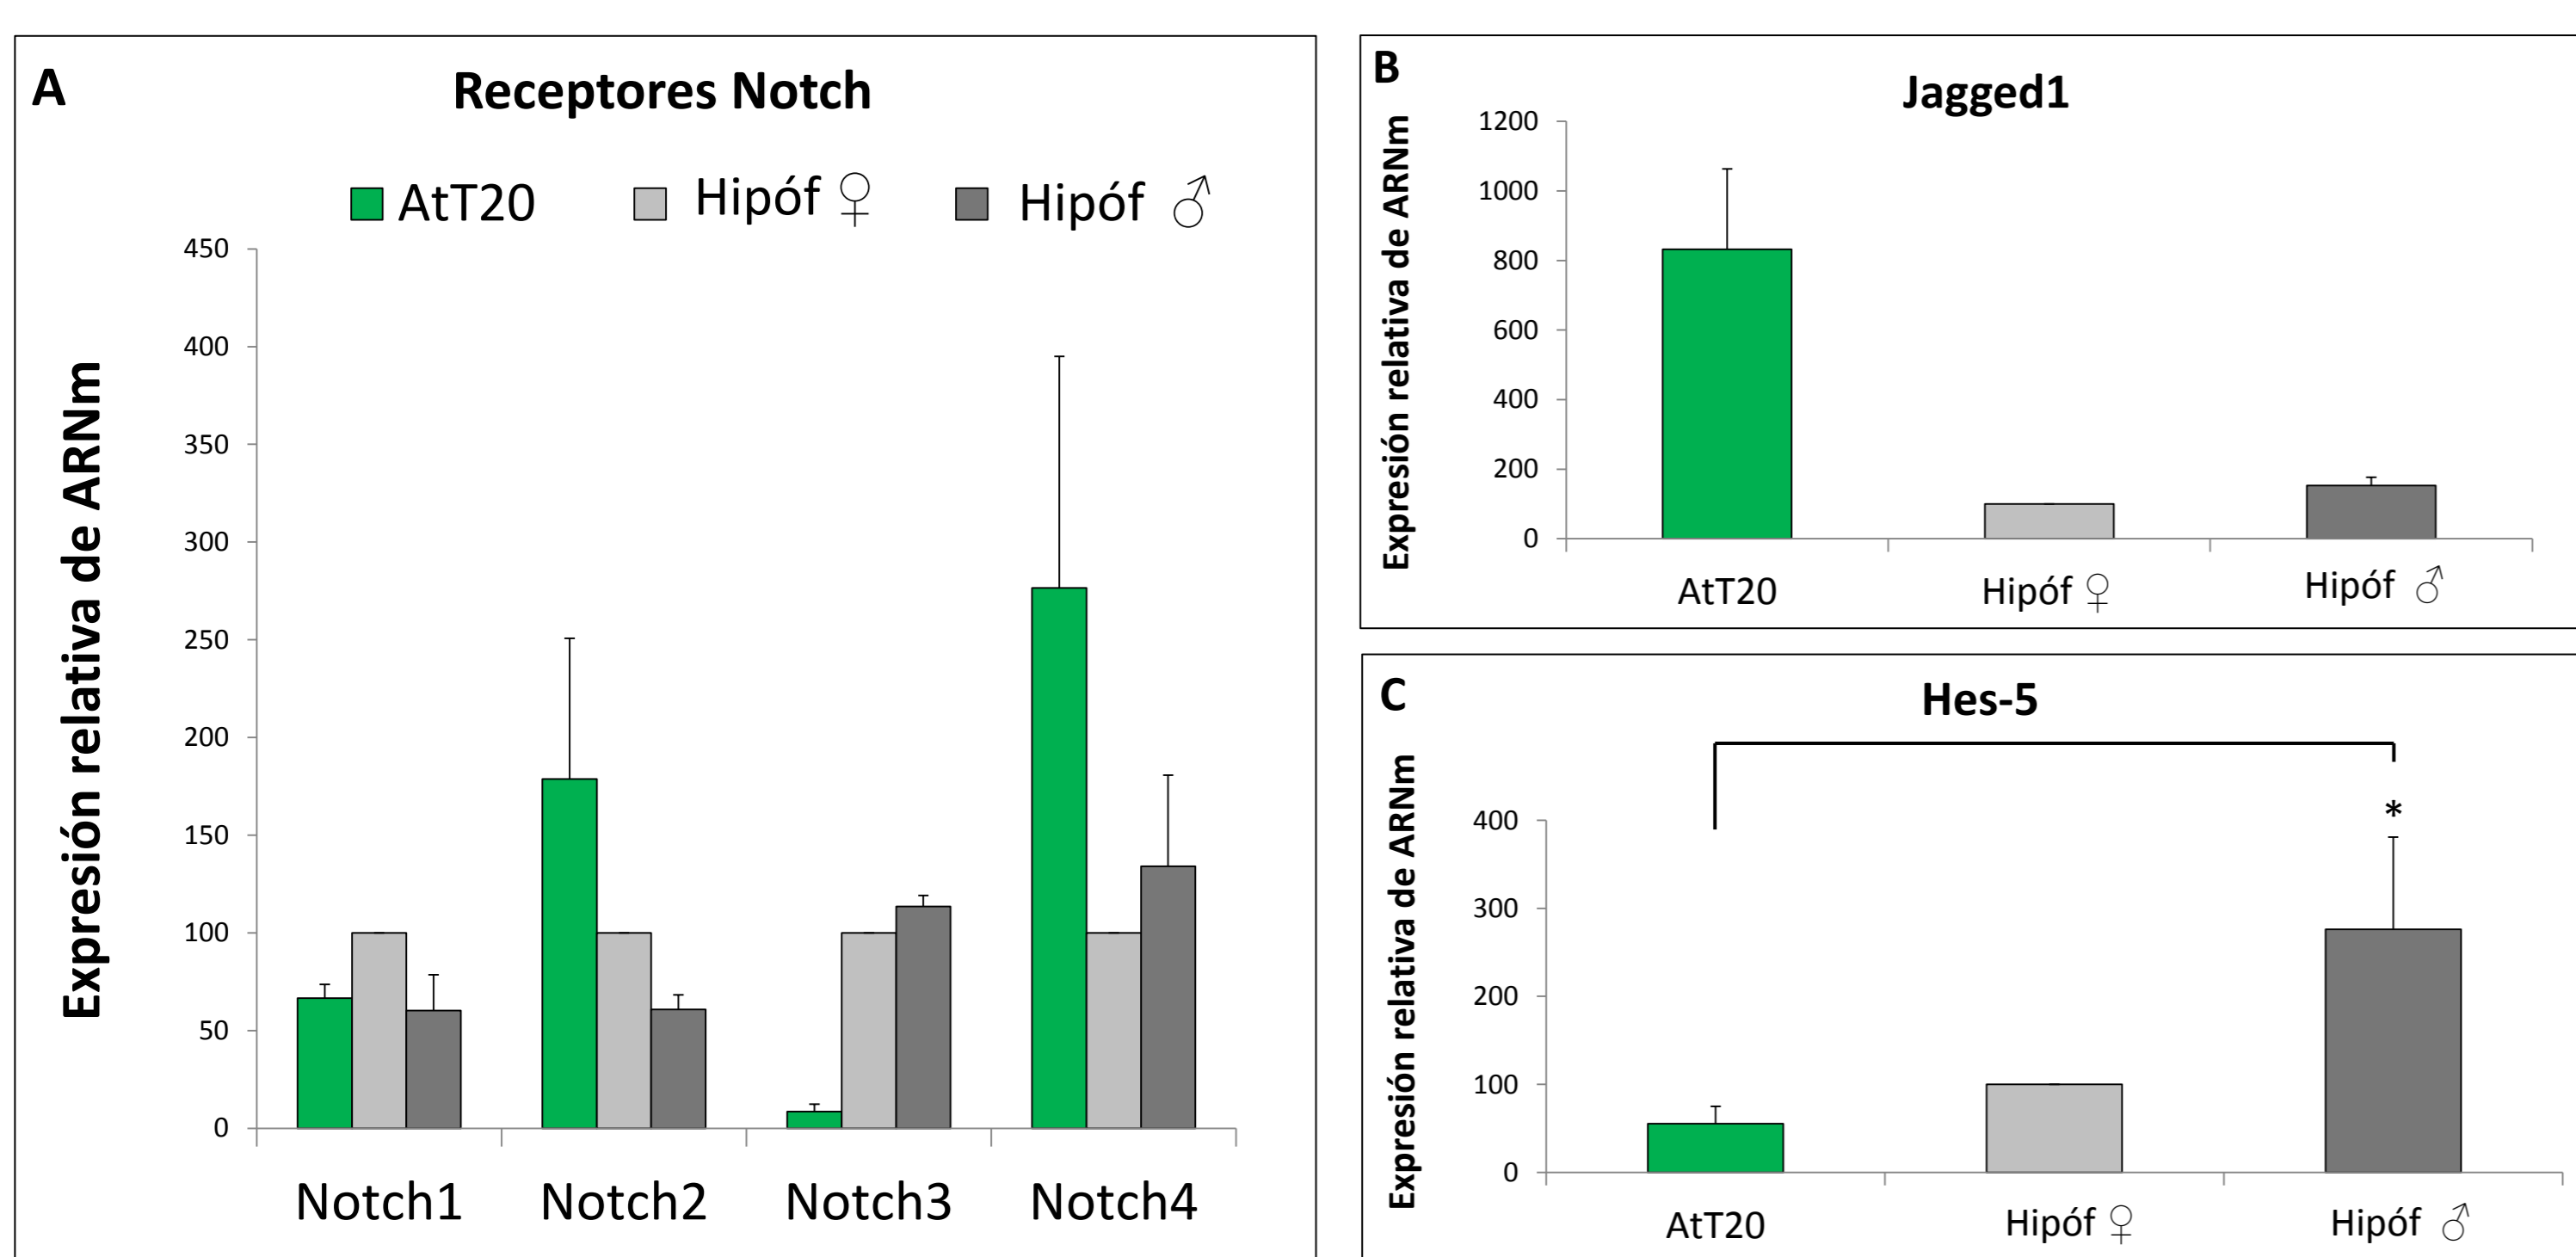 A
Receptores Notch
AtT20 Hipóf ♀ Hipóf ♂
Expresión relativa de ARNm
450
400
350
300
250
200
150
100
50
0
Notch1 Notch2 Notch3 Notch4
B
Jagged1
Expresión relativa de ARNm
1200
1000
800
600
400
200
0
AtT20 Hipóf ♀ Hipóf ♂
C
Hes-5
Expresión relativa de ARNm
*
400
300
200
100
0
AtT20 Hipóf ♀ Hipóf ♂